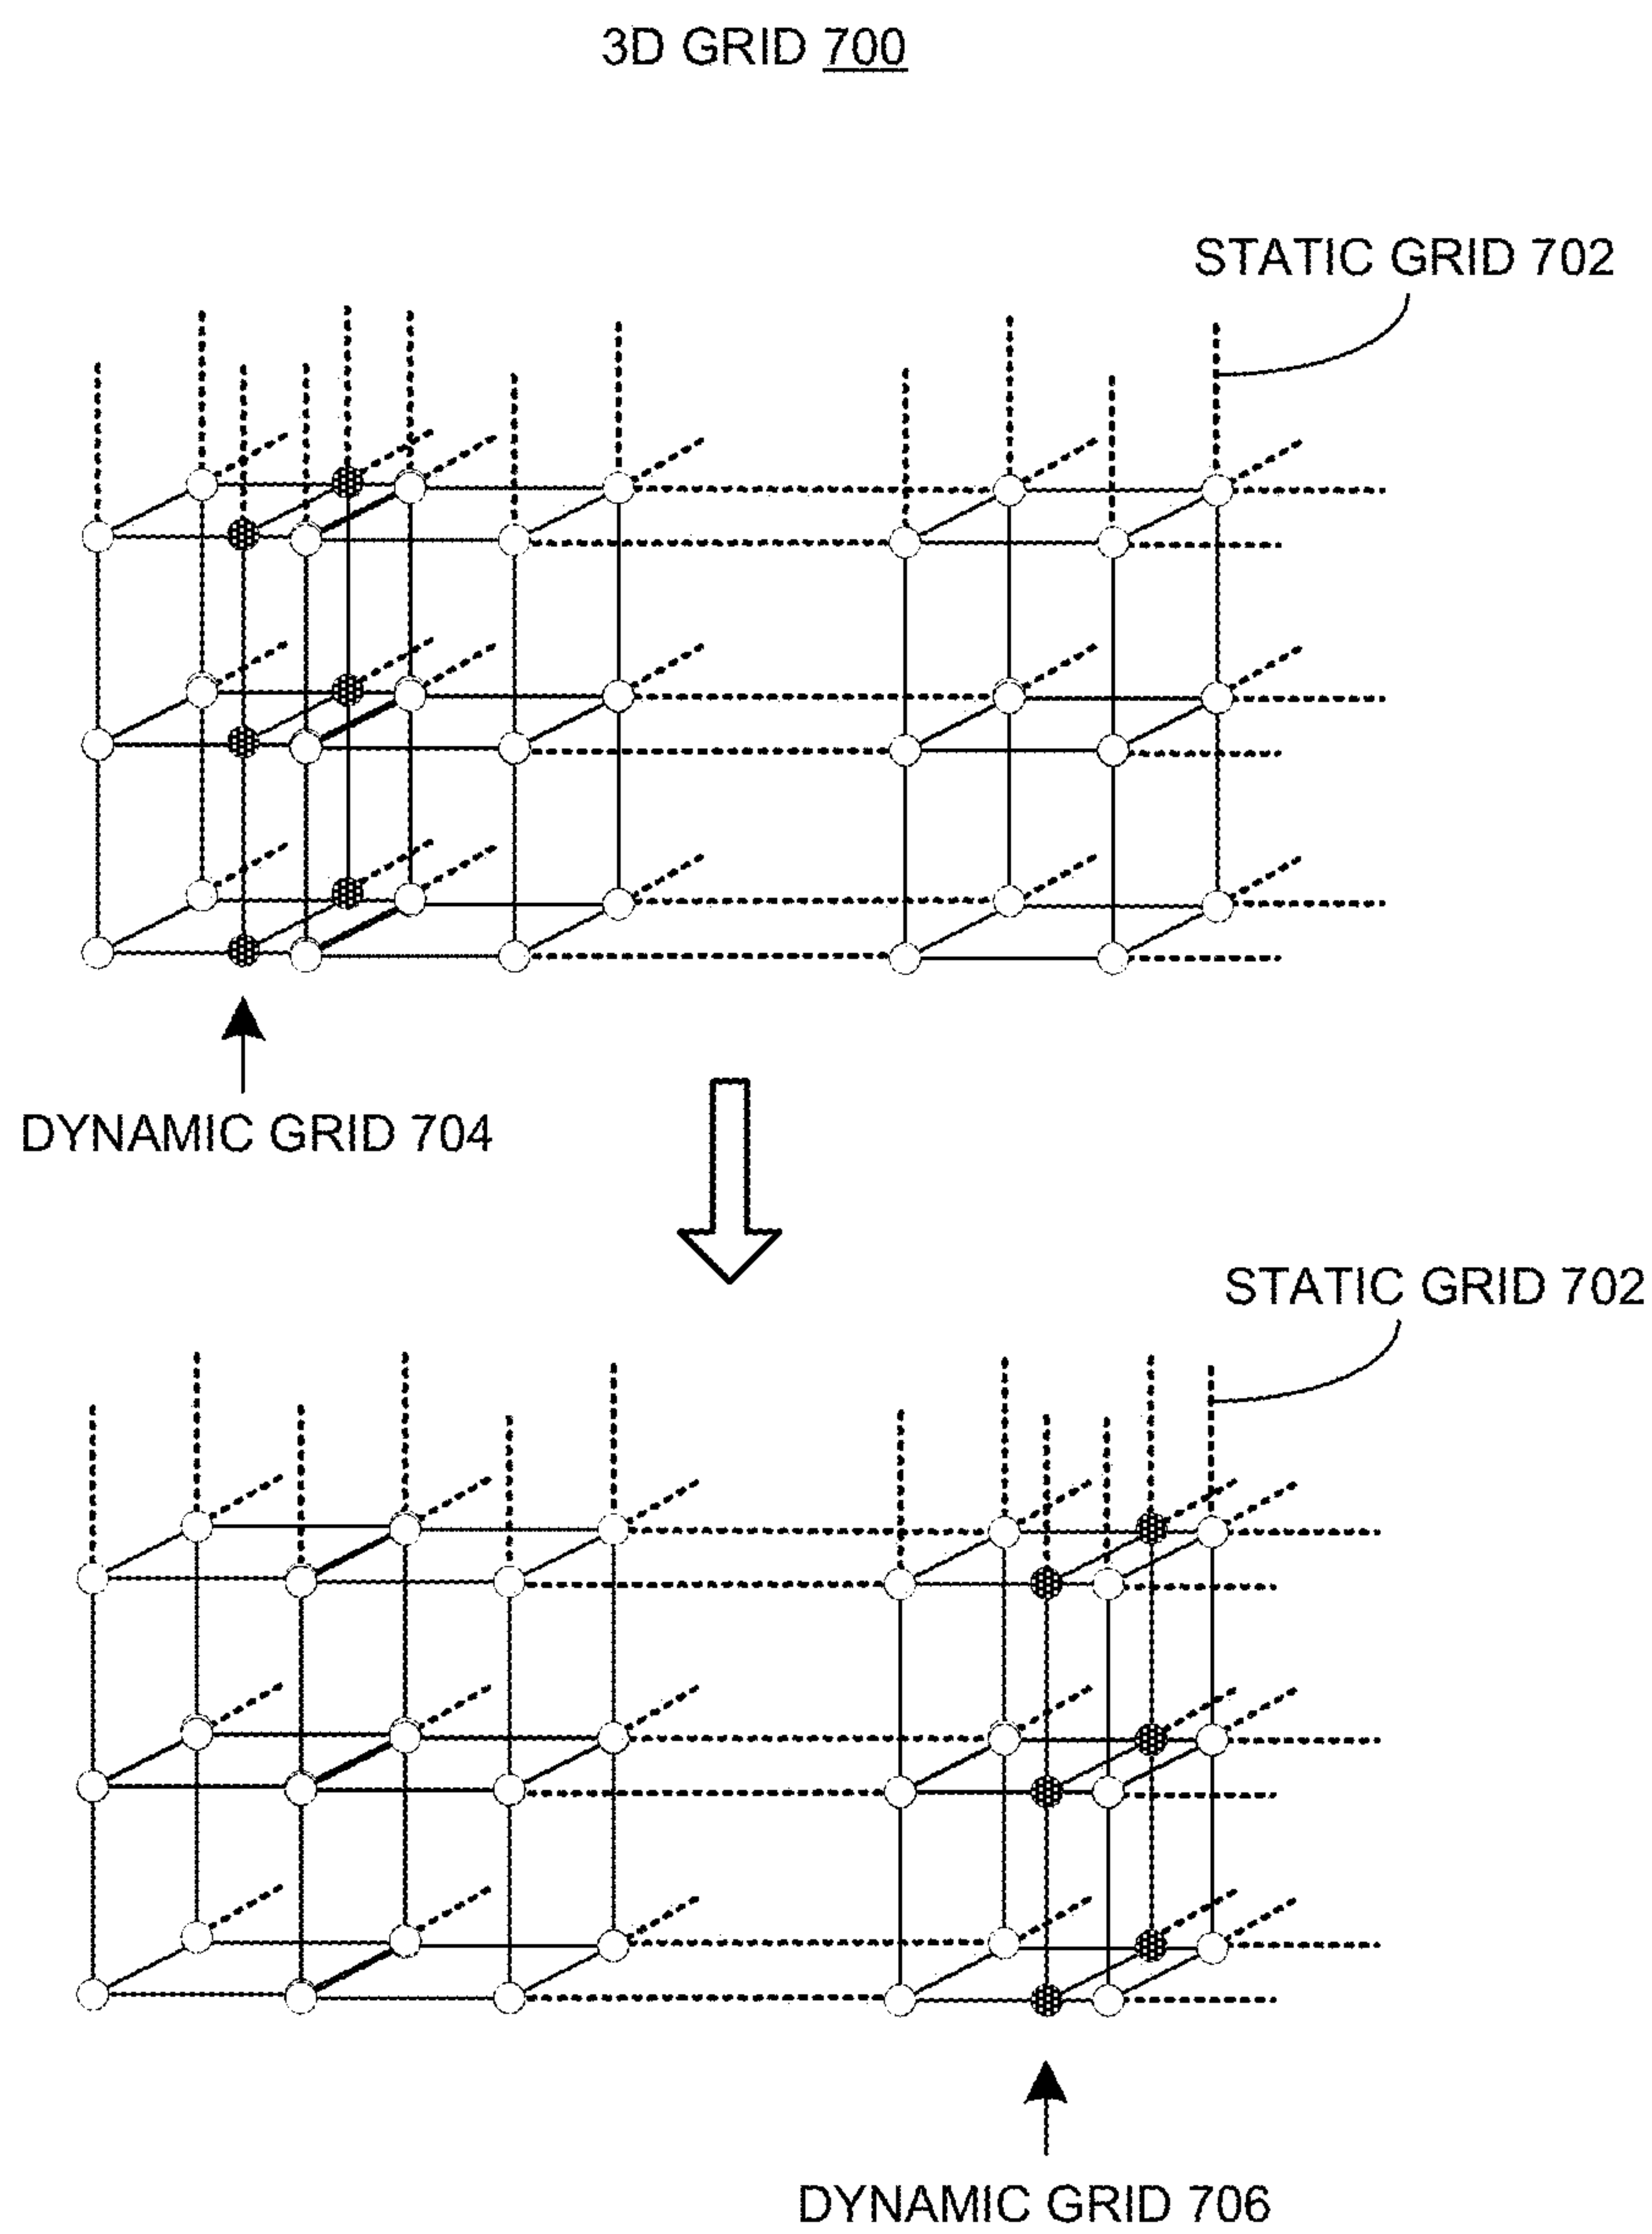 3D GRID 700
STATIC GRID 702
DYNAMIC GRID 704
STATIC GRID 702
DYNAMIC GRID 706